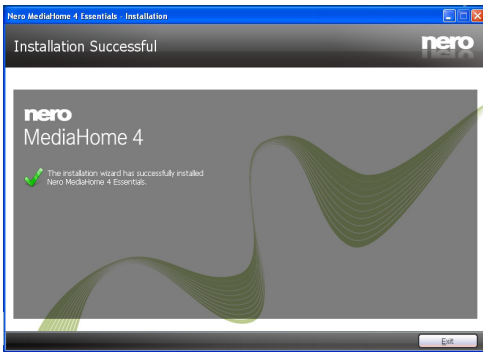 Nero MediaHome 4 Essentials - Installation
Installation Successful
nero
nero
MediaHome 4
The installation wizard has successfully installed
Nero MediaHome 4 Essentials.
Exit